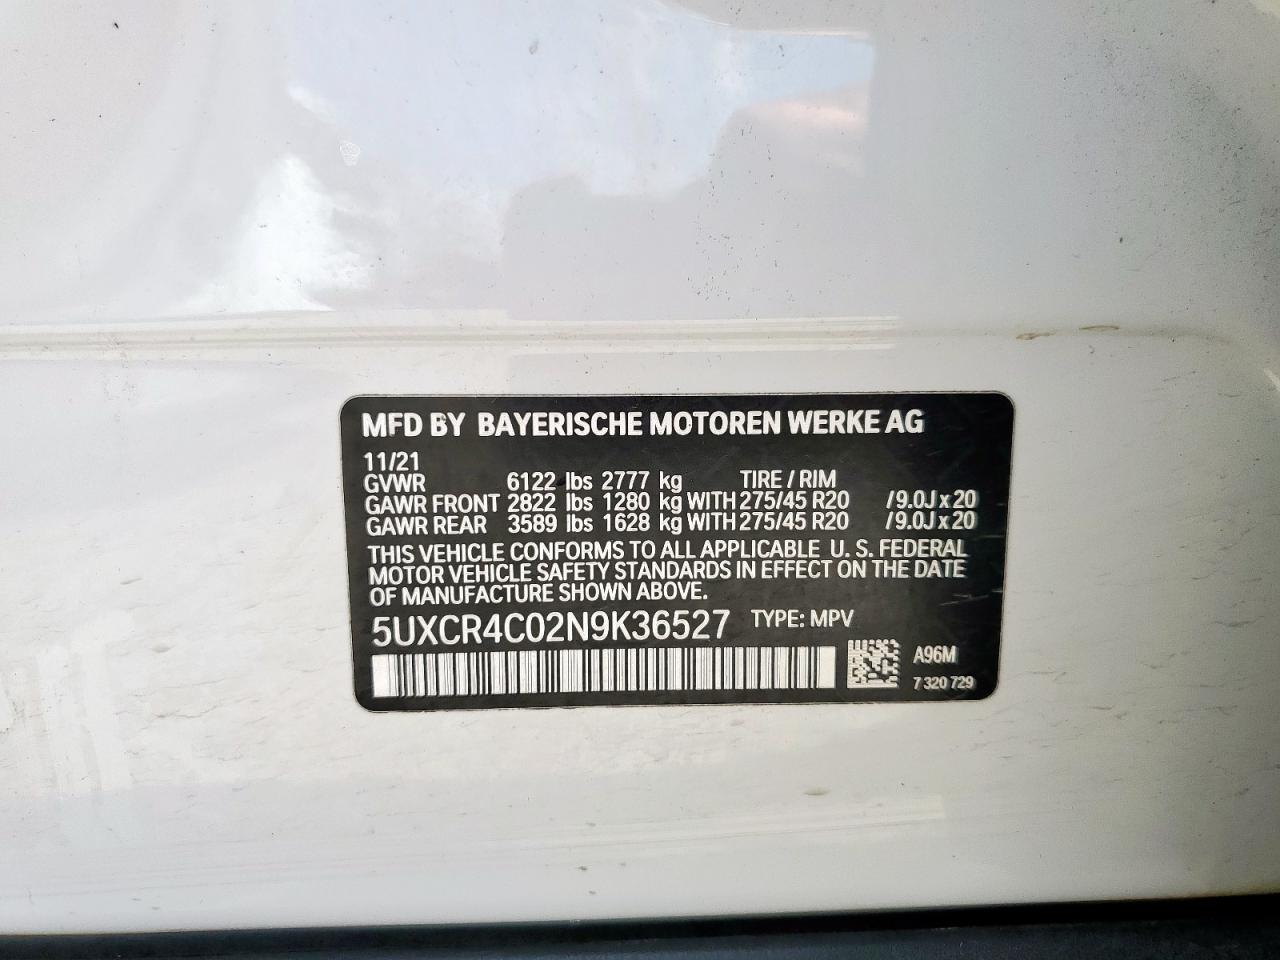 MFD BY BAYERISCHE MOTOREN WERKE AG
11/21
GVWR 6122 lbs 2777 kg TIRE / RIM
GAWR FRONT 2822 lbs 1280 kg WITH 275/45 R20 / 9.0J x 20
GAWR REAR 3589 lbs 1628 kg WITH 275/45 R20 / 9.0J x 20
THIS VEHICLE CONFORMS TO ALL APPLICABLE U. S. FEDERAL
MOTOR VEHICLE SAFETY STANDARDS IN EFFECT ON THE DATE
OF MANUFACTURE SHOWN ABOVE.
5UXCR4C02N9K36527 TYPE: MPV
A96M
7 320 729